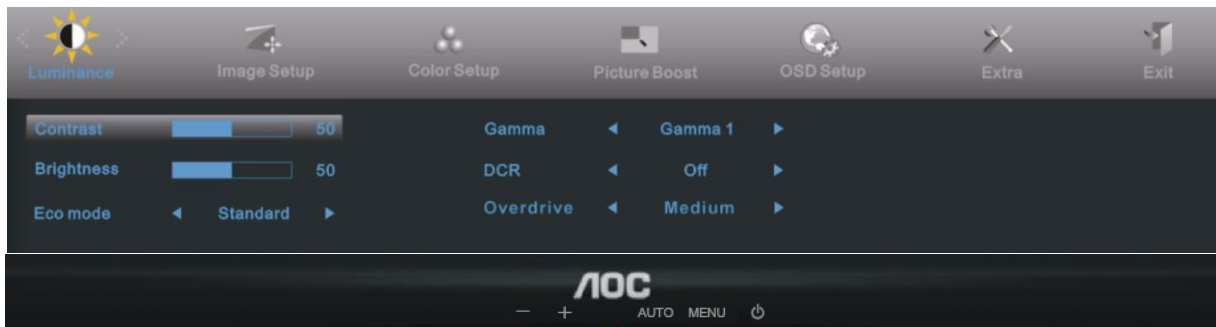 Luminance Image Setup Color Setup Picture Boost OSD Setup Extra Exit
Contrast 50 Gamma Gamma 1
Brightness 50 DCR Off
Eco mode Standard Overdrive Medium
AOC
− + AUTO MENU